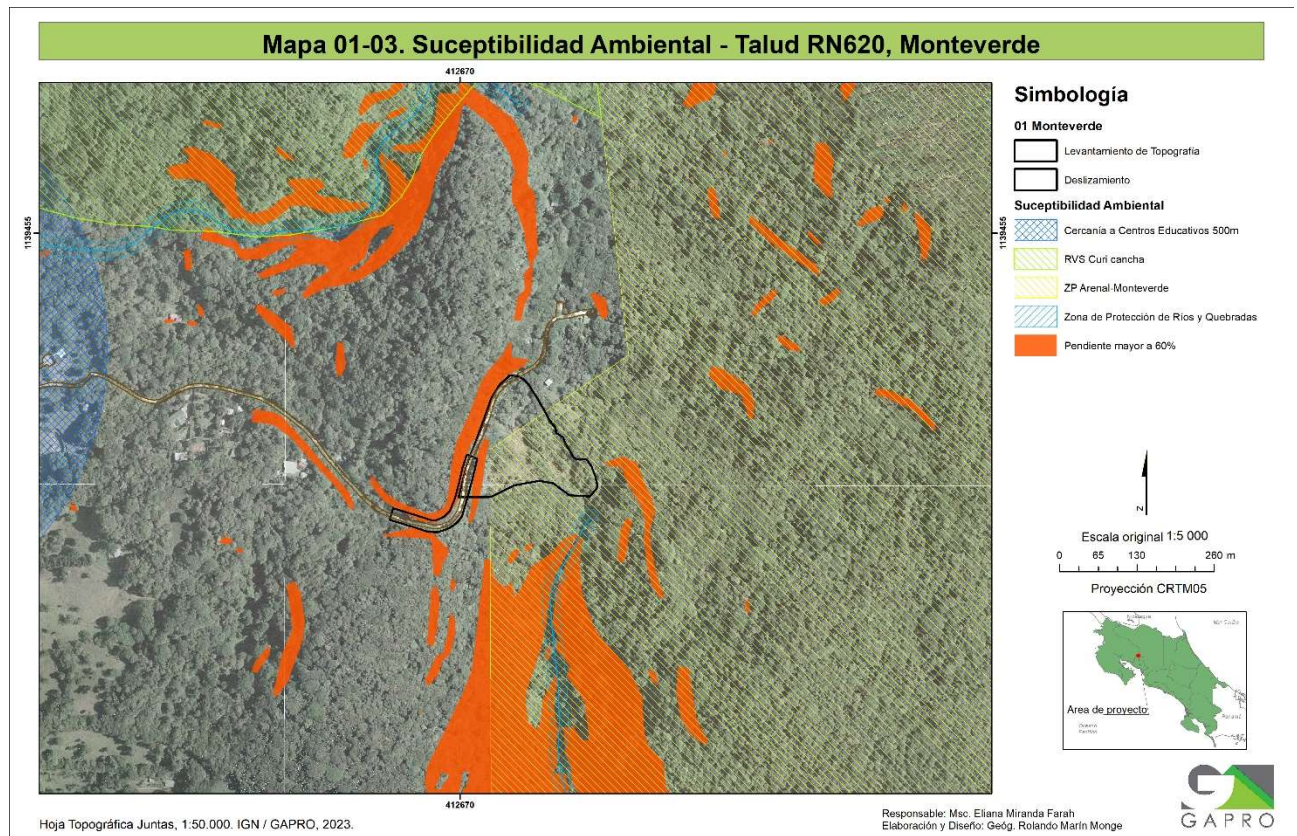 Mapa 01-03. Suceptibilidad Ambiental - Talud RN620, Monteverde
412670
1139455
1139455
412670
Simbología
01 Monteverde
Levantamiento de Topografía
Deslizamiento
Suceptibilidad Ambiental
Cercanía a Centros Educativos 500m
RVS Curi cancha
ZP Arenal-Monteverde
Zona de Protección de Ríos y Quebradas
Pendiente mayor a 60%
N
Escala original 1:5 000
0 65 130 260 m
Proyección CRTM05
Area de proyecto
Hoja Topográfica Juntas, 1:50.000. IGN / GAPRO, 2023.
Responsable: Msc. Eliana Miranda Farah
Elaboración y Diseño: Geóg. Rolando Marín Monge
GAPRO